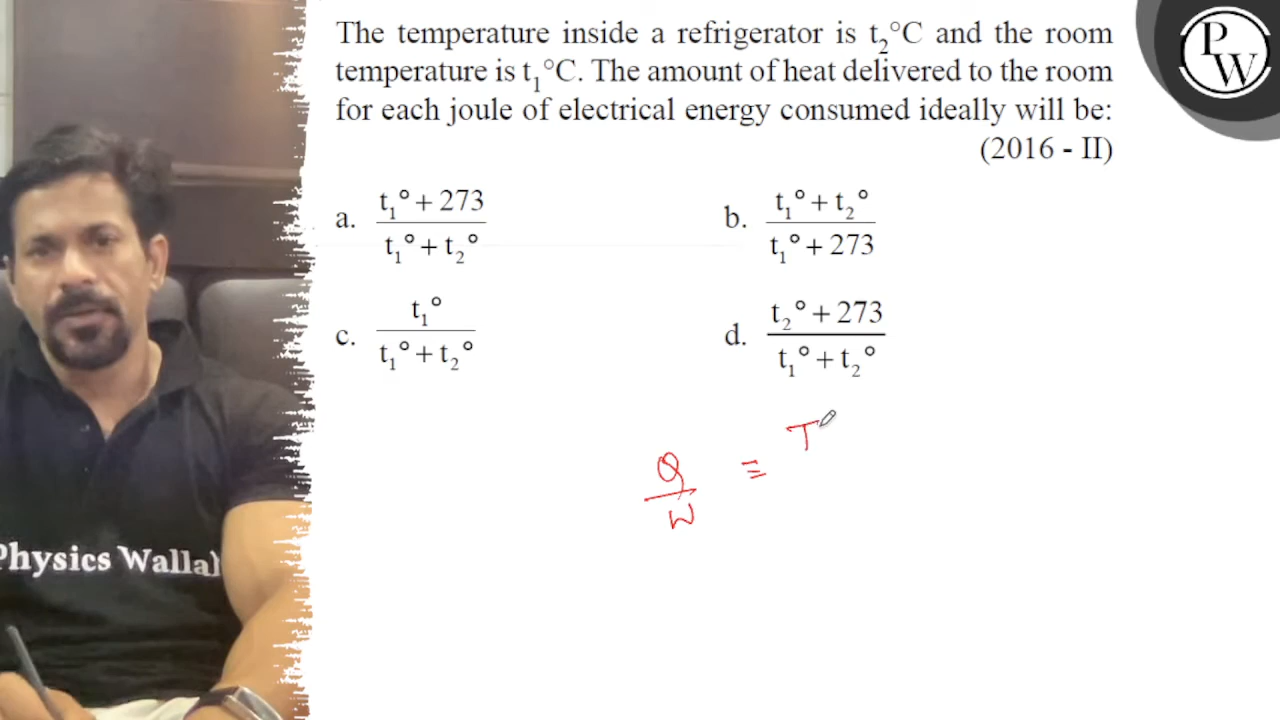 The temperature inside a refrigerator is t₂°C and the room
temperature is t₁°C. The amount of heat delivered to the room
for each joule of electrical energy consumed ideally will be:
(2016 - II)
a. (t₁° + 273)/(t₁° + t₂°)
b. (t₁° + t₂°)/(t₁° + 273)
c. t₁°/(t₁° + t₂°)
d. (t₂° + 273)/(t₁° + t₂°)
Q/W = T
P
W
Physics Walla